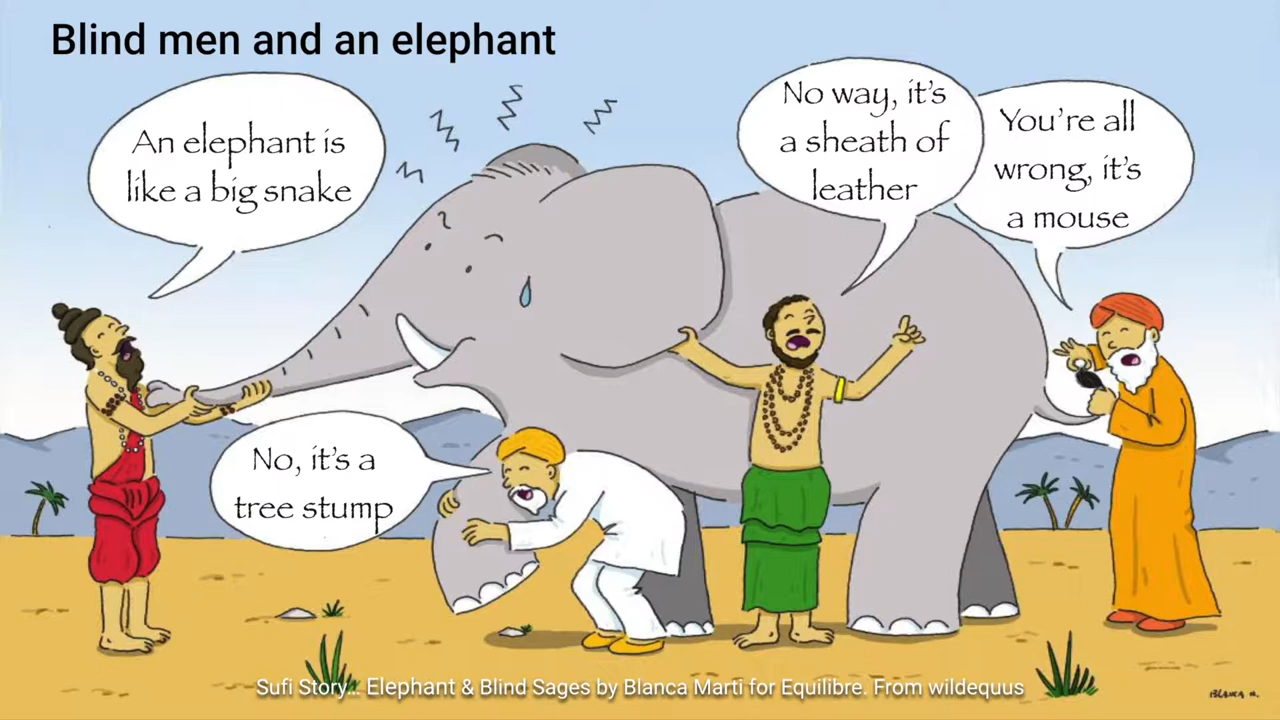 Blind men and an elephant
An elephant is
like a big snake
No way, it's
a sheath of
leather
You're all
wrong, it's
a mouse
No, it's a
tree stump
Sufi Story... Elephant & Blind Sages by Blanca Marti for Equilibre. From wildequus
BLANCA M.